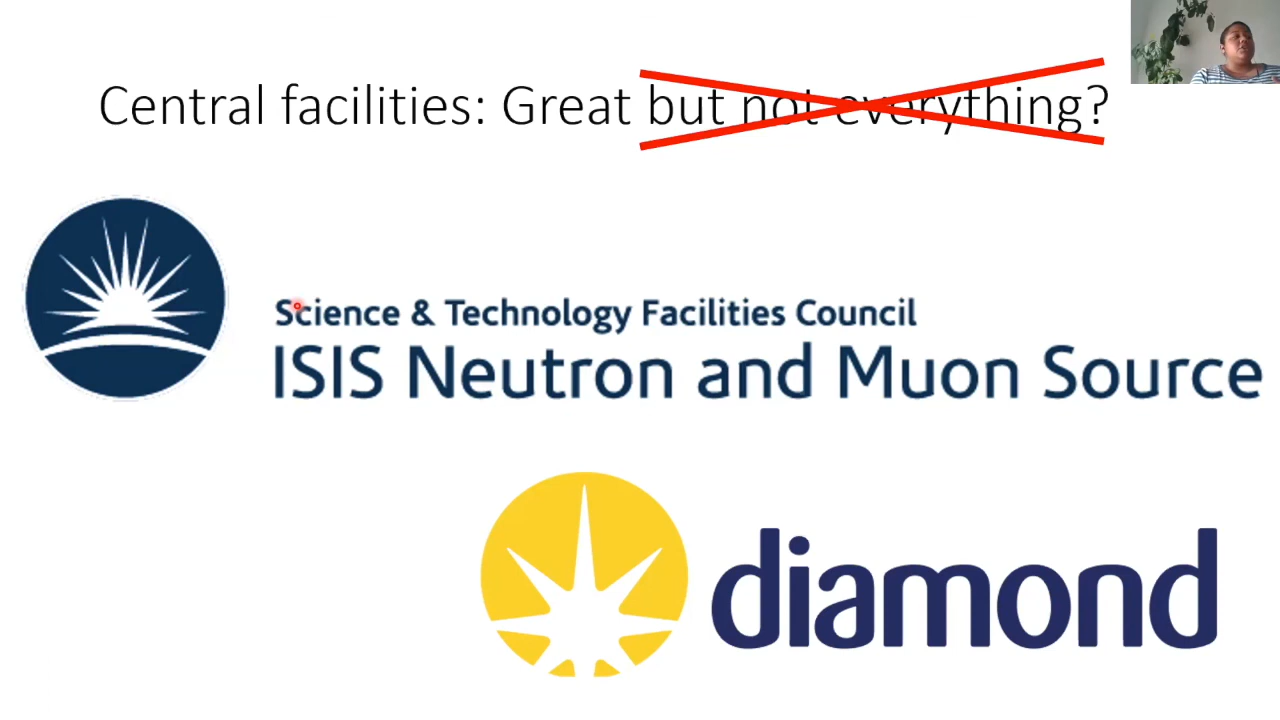 Central facilities: Great but not everything?
Science & Technology Facilities Council
ISIS Neutron and Muon Source
diamond